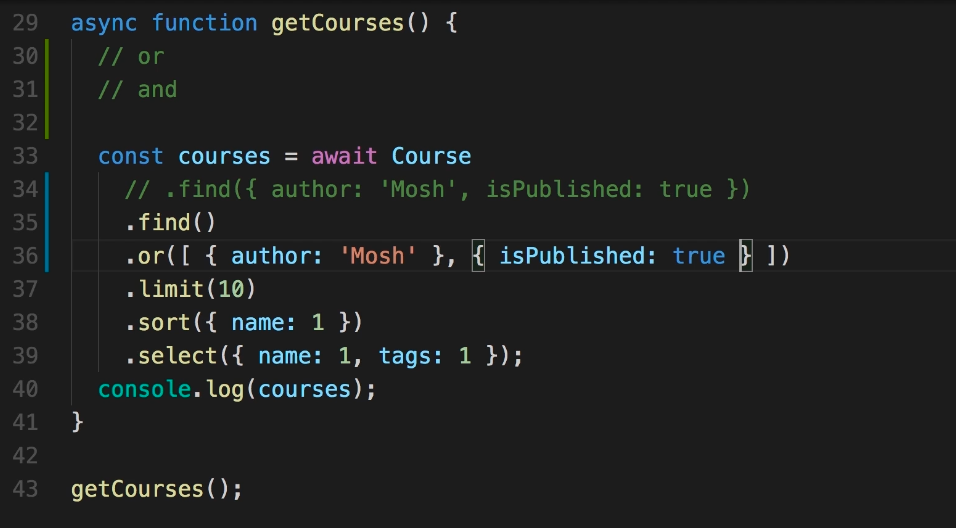 29 async function getCourses() {
30   // or
31   // and
32
33   const courses = await Course
34     // .find({ author: 'Mosh', isPublished: true })
35     .find()
36     .or([ { author: 'Mosh' }, { isPublished: true } ])
37     .limit(10)
38     .sort({ name: 1 })
39     .select({ name: 1, tags: 1 });
40   console.log(courses);
41 }
42
43 getCourses();